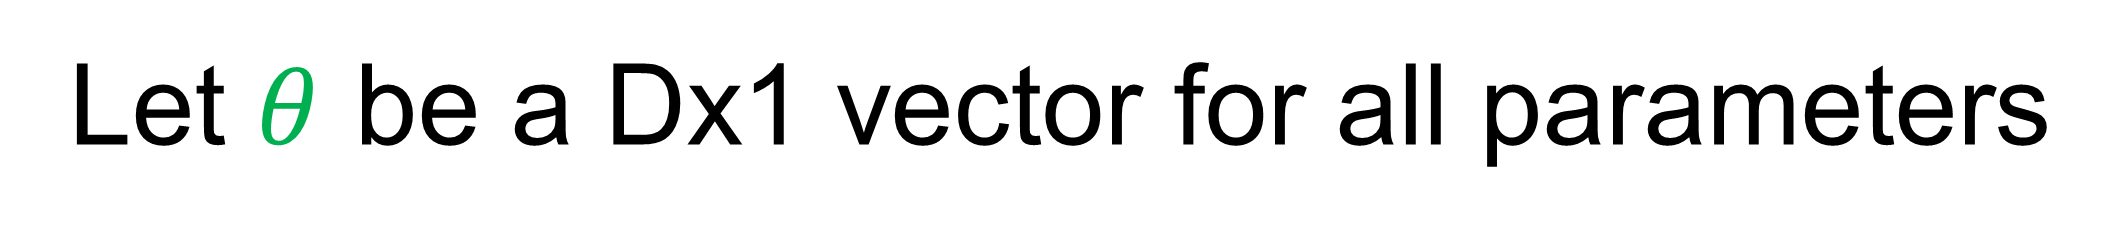 Let θ be a Dx1 vector for all parameters